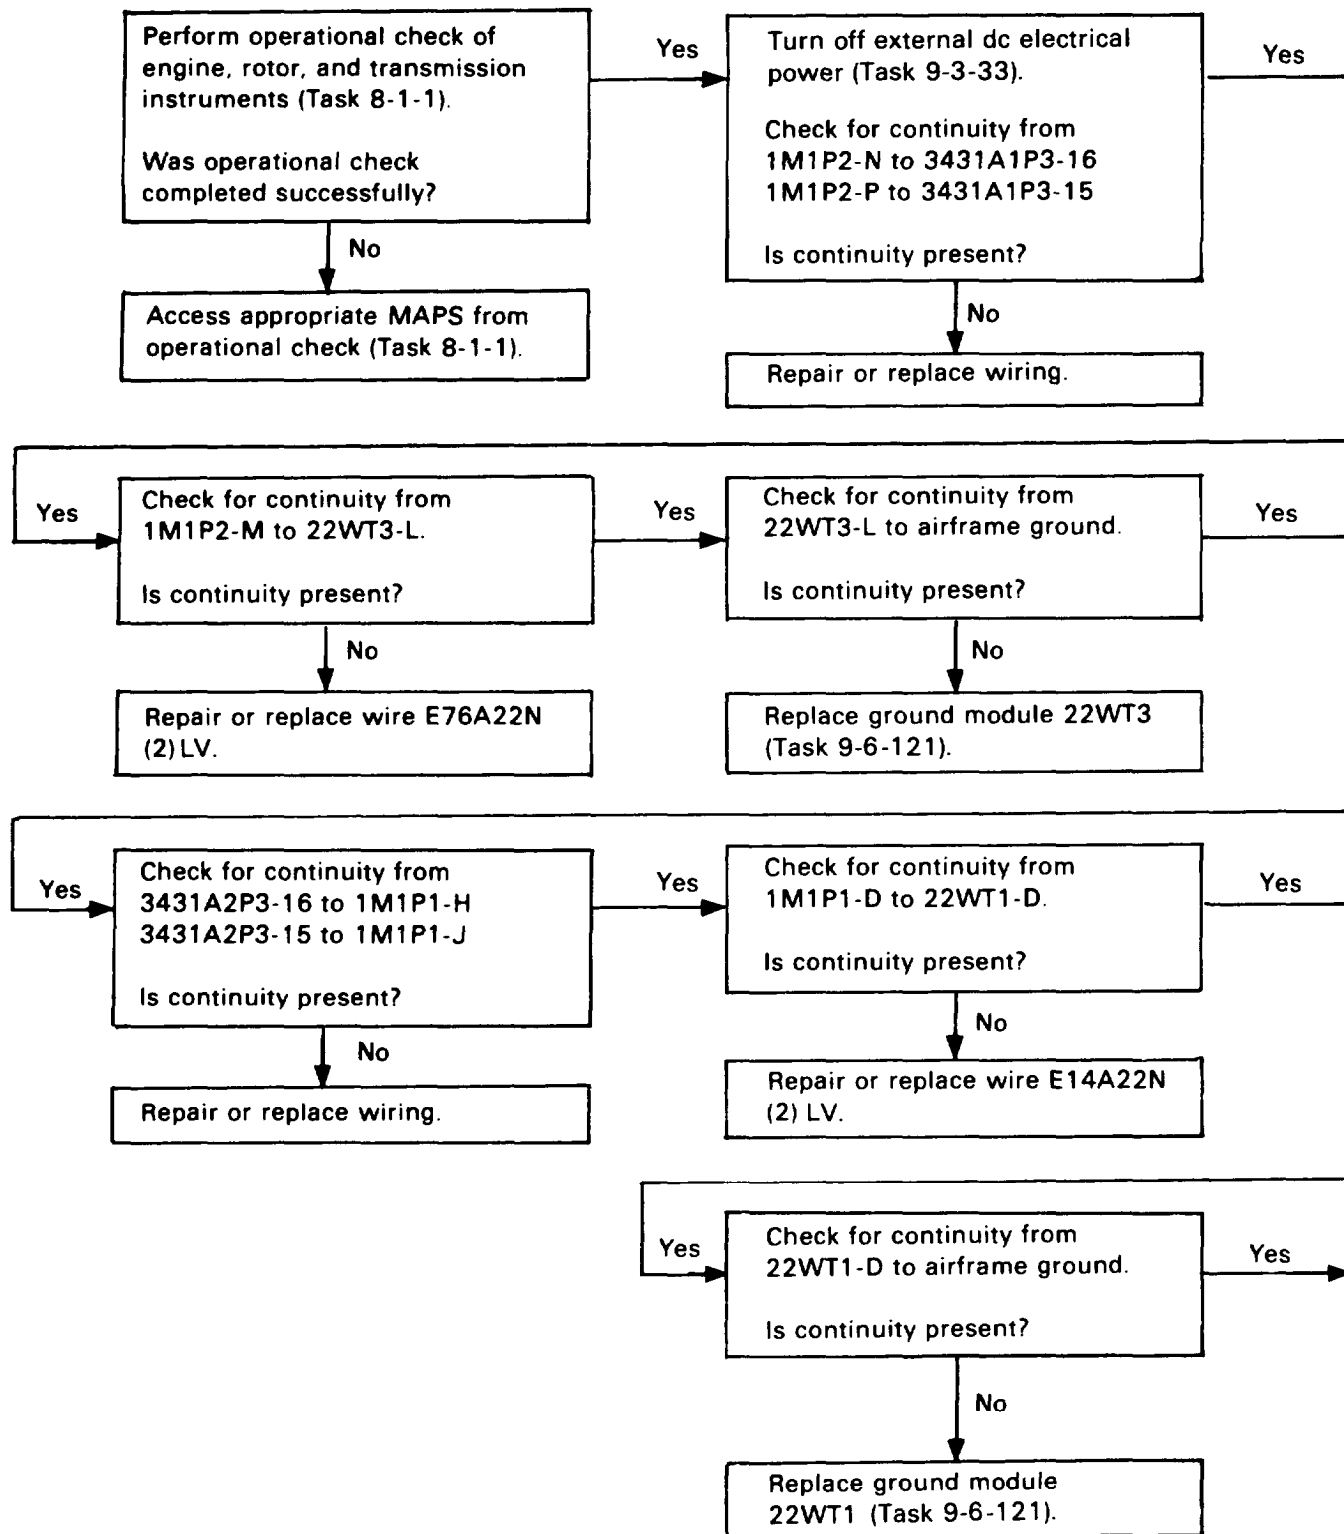 Perform operational check of
engine, rotor, and transmission
instruments (Task 8-1-1).
Was operational check
completed successfully?
Yes
Turn off external dc electrical
power (Task 9-3-33).
Check for continuity from
1M1P2-N to 3431A1P3-16
1M1P2-P to 3431A1P3-15
Is continuity present?
Yes
No
Access appropriate MAPS from
operational check (Task 8-1-1).
No
Repair or replace wiring.
Yes
Check for continuity from
1M1P2-M to 22WT3-L.
Is continuity present?
Yes
Check for continuity from
22WT3-L to airframe ground.
Is continuity present?
Yes
No
Repair or replace wire E76A22N
(2) LV.
No
Replace ground module 22WT3
(Task 9-6-121).
Yes
Check for continuity from
3431A2P3-16 to 1M1P1-H
3431A2P3-15 to 1M1P1-J
Is continuity present?
Yes
Check for continuity from
1M1P1-D to 22WT1-D.
Is continuity present?
Yes
No
Repair or replace wiring.
No
Repair or replace wire E14A22N
(2) LV.
Yes
Check for continuity from
22WT1-D to airframe ground.
Is continuity present?
Yes
No
Replace ground module
22WT1 (Task 9-6-121).